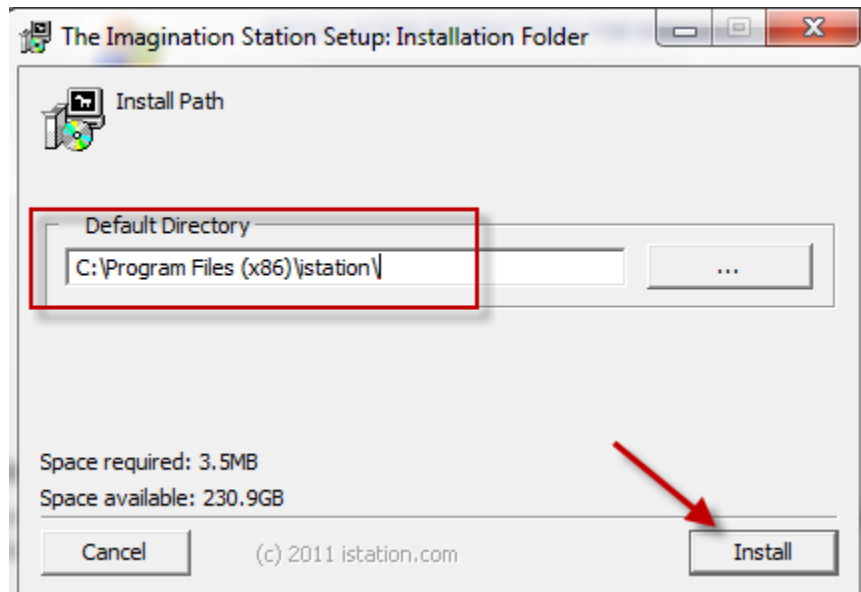 The Imagination Station Setup: Installation Folder
Install Path
Default Directory
C:\Program Files (x86)\istation\
...
Space required: 3.5MB
Space available: 230.9GB
Cancel
(c) 2011 istation.com
Install